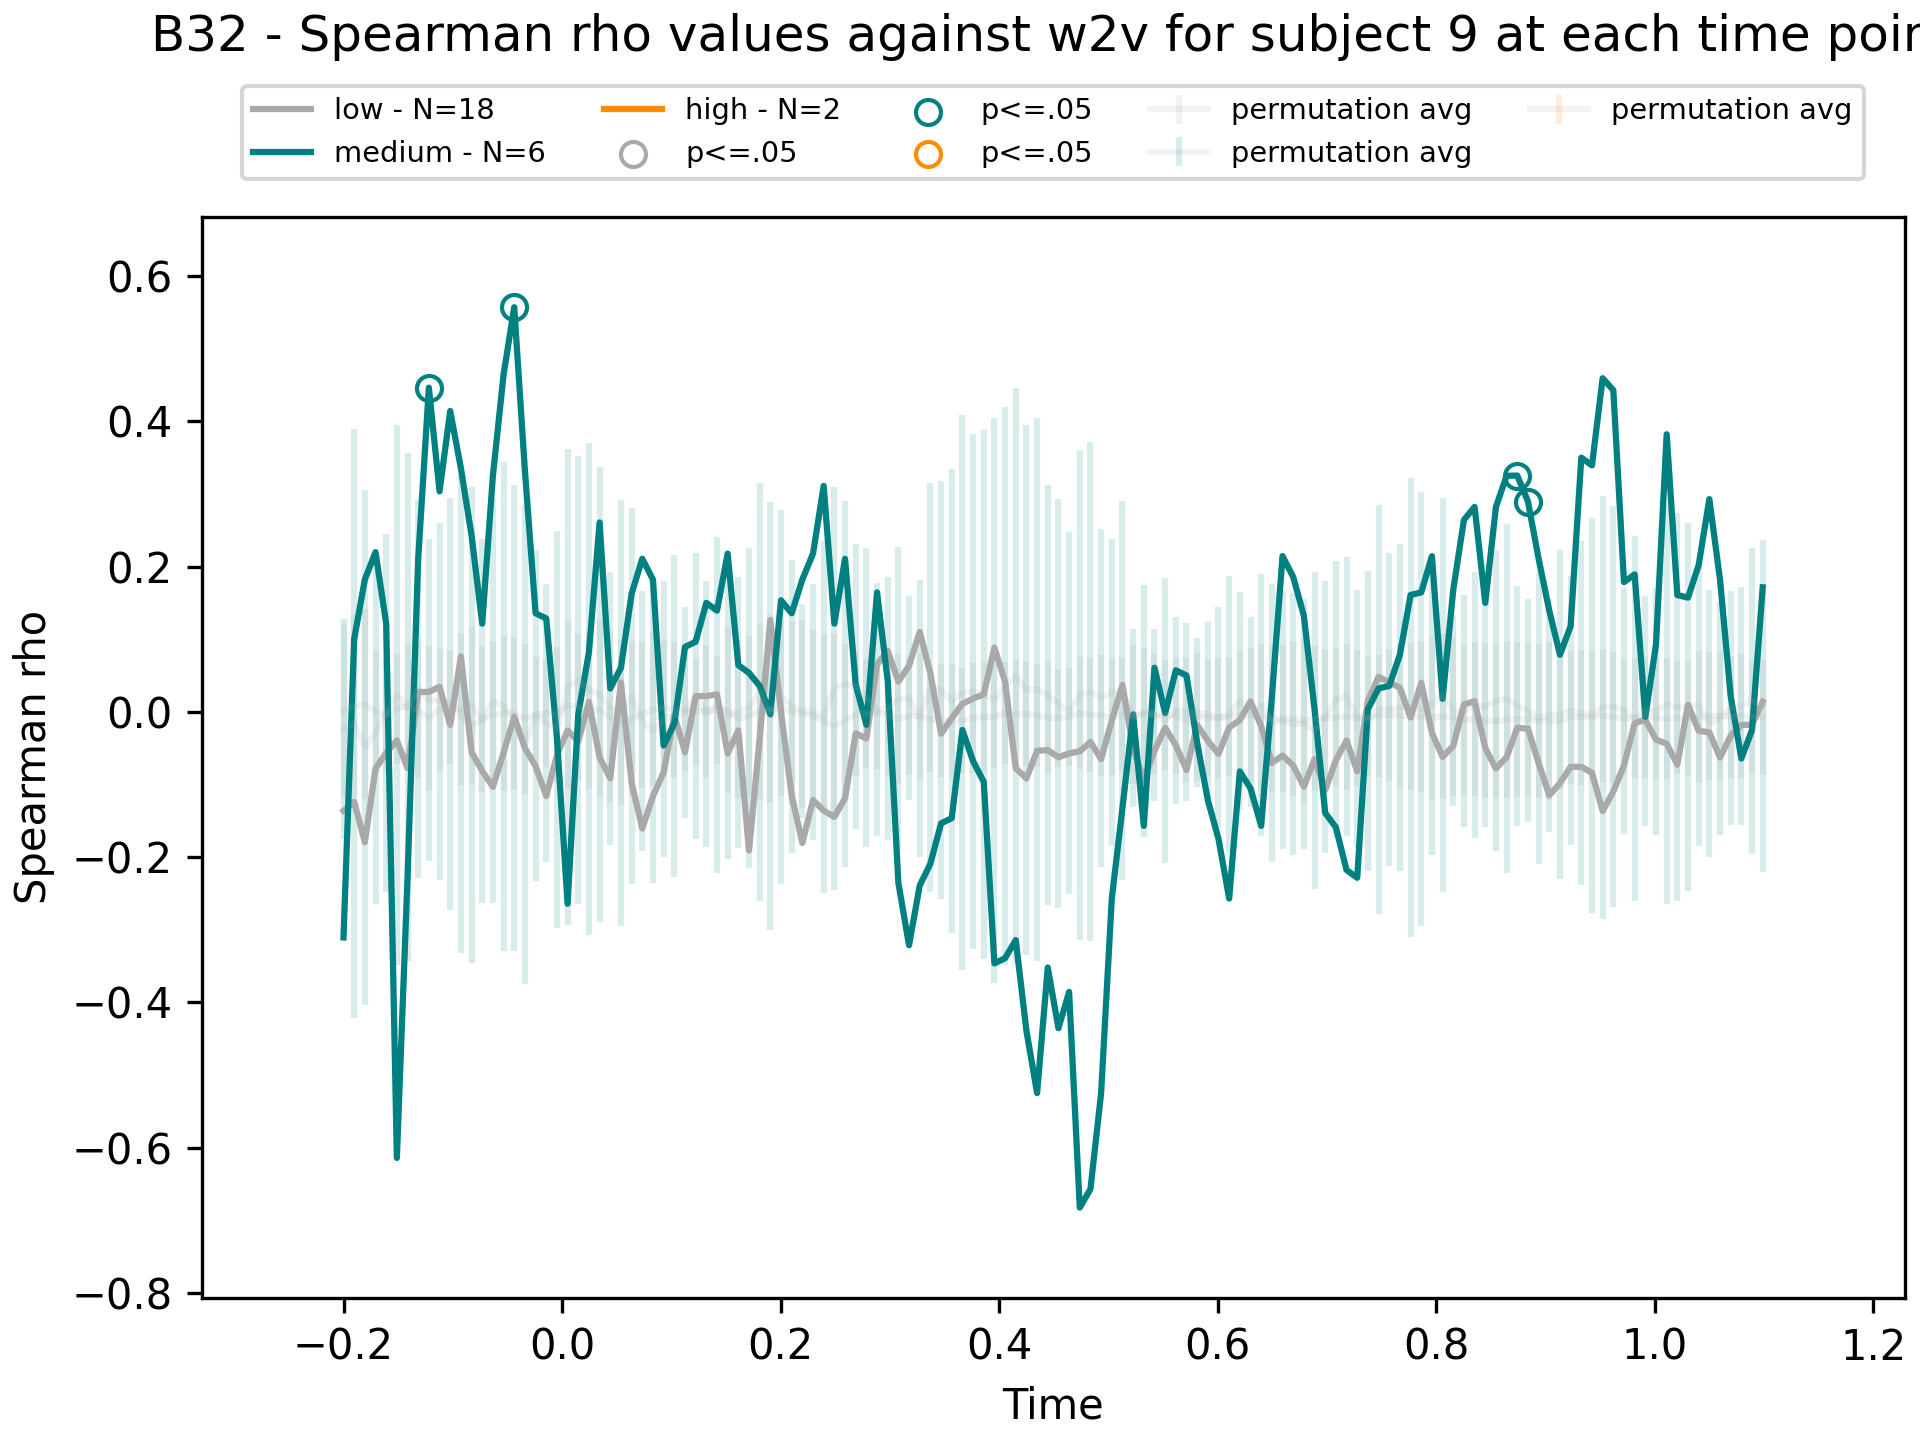 B32 - Spearman rho values against w2v for subject 9 at each time poin
low - N=18
medium - N=6
high - N=2
p<=.05
p<=.05
p<=.05
permutation avg
permutation avg
permutation avg
Spearman rho
0.6
0.4
0.2
0.0
−0.2
−0.4
−0.6
−0.8
−0.2 0.0 0.2 0.4 0.6 0.8 1.0 1.2
Time